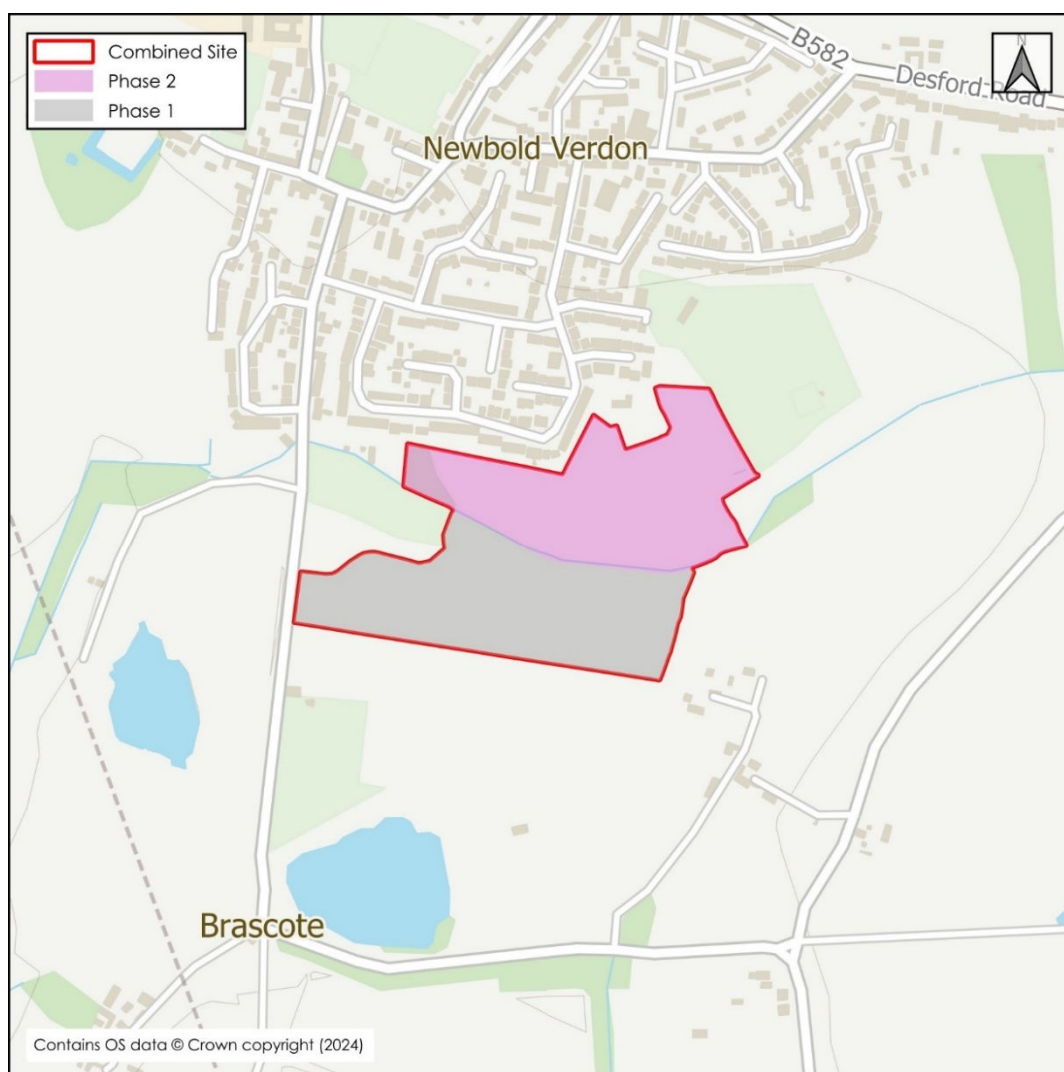 Combined Site
Phase 2
Phase 1
N
B582
Desford Road
Newbold Verdon
Brascote
Contains OS data © Crown copyright (2024)